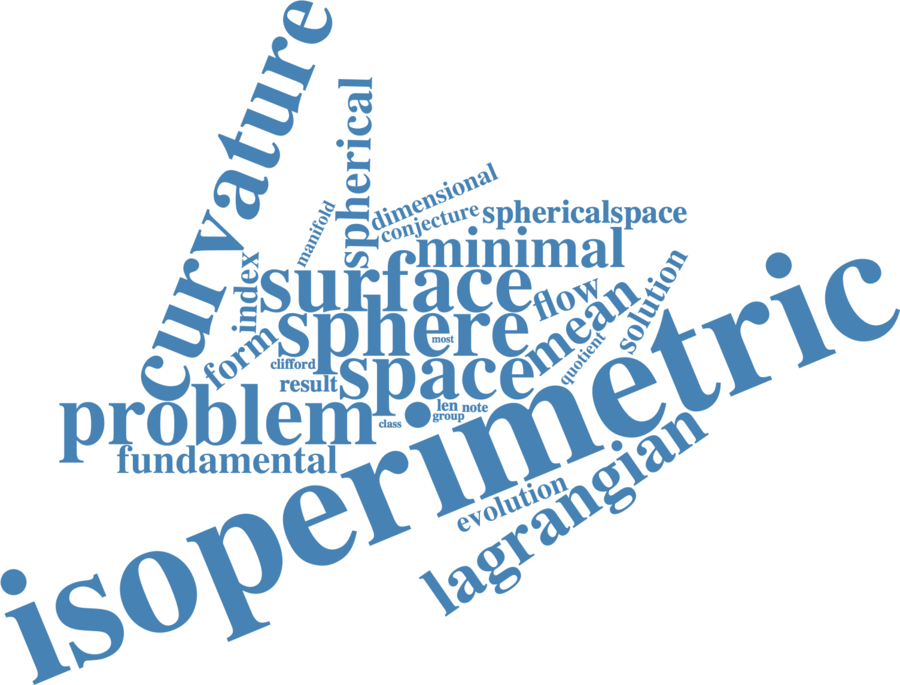 curvature
spherical
dimensional
conjecture
manifold
sphericalspace
minimal
index
surface
flow
mean
solution
sphere
most
form
clifford
result
space
quotient
problem
class
len
note
group
fundamental
isoperimetric
evolution
lagrangian